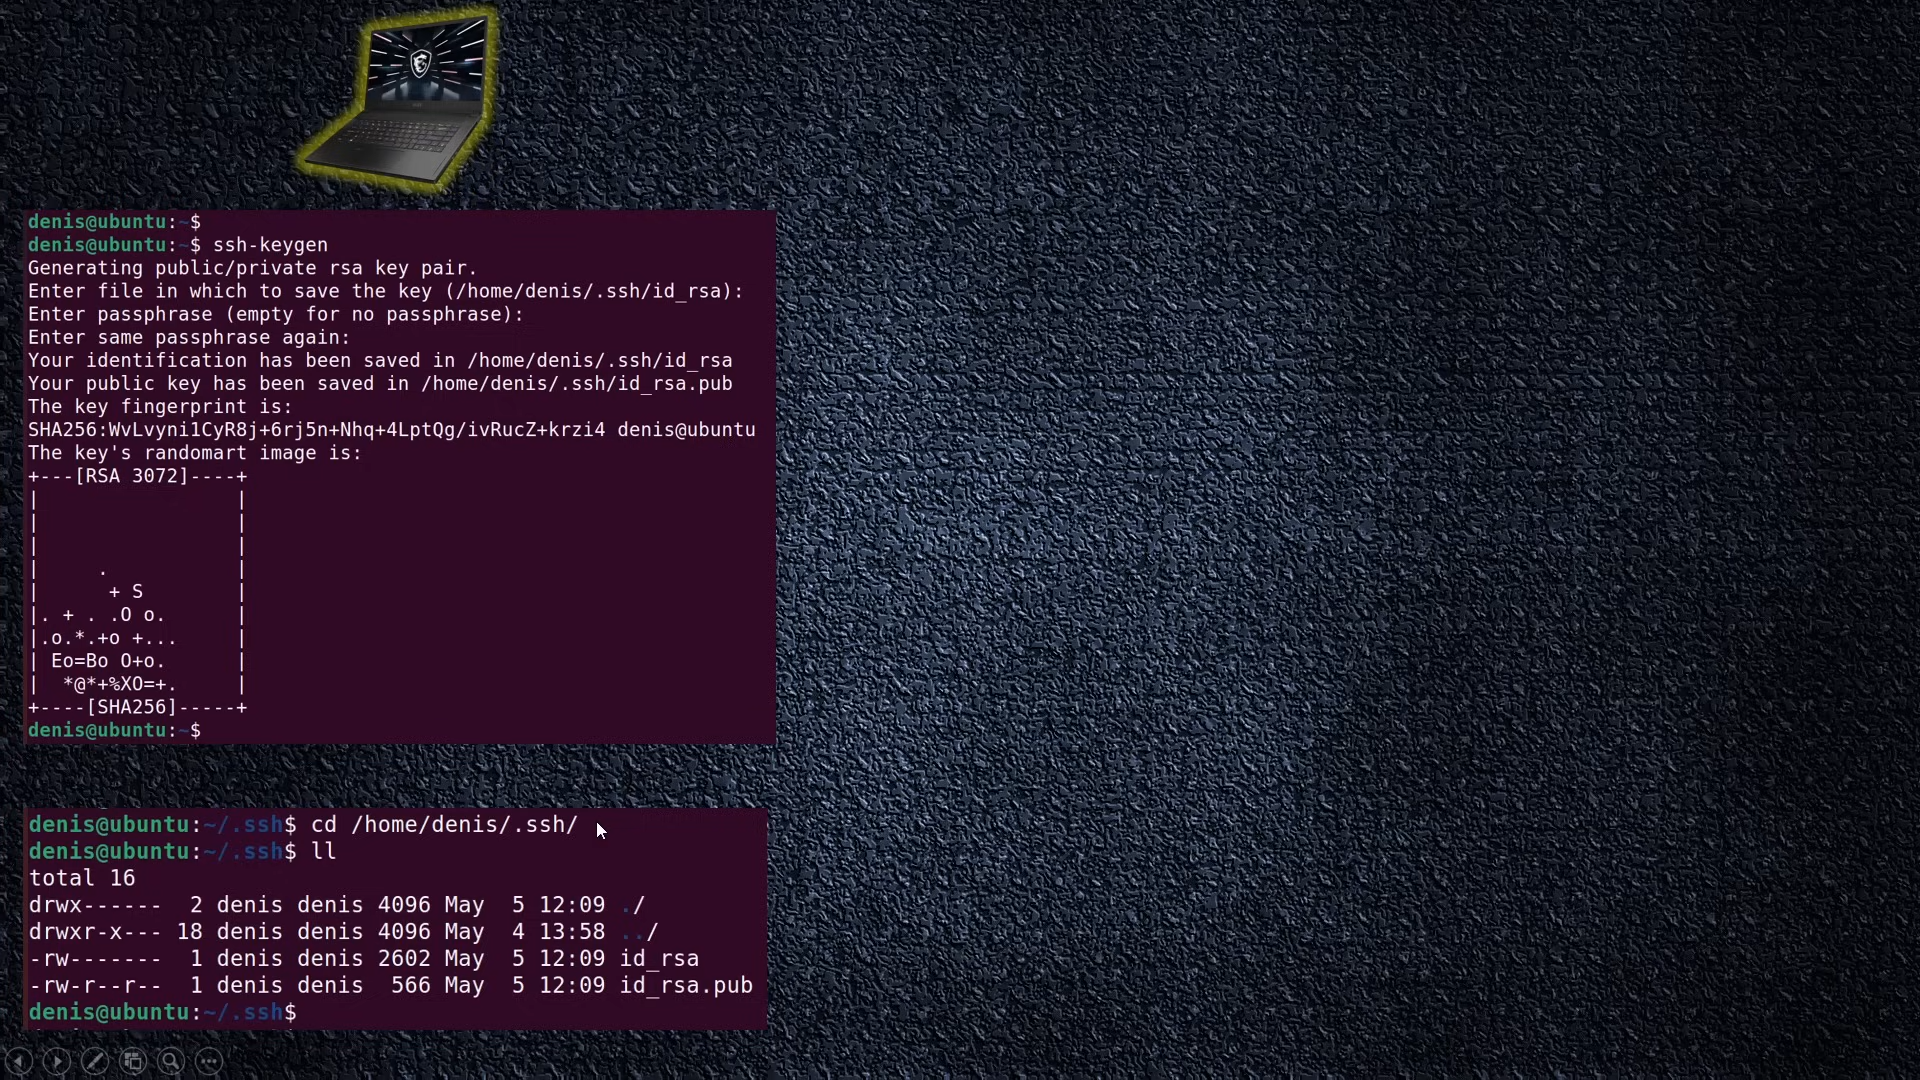 denis@ubuntu:~$
denis@ubuntu:~$ ssh-keygen
Generating public/private rsa key pair.
Enter file in which to save the key (/home/denis/.ssh/id_rsa):
Enter passphrase (empty for no passphrase):
Enter same passphrase again:
Your identification has been saved in /home/denis/.ssh/id_rsa
Your public key has been saved in /home/denis/.ssh/id_rsa.pub
The key fingerprint is:
SHA256:WvLvyni1CyR8j+6rj5n+Nhq+4LptQg/ivRucZ+krzi4 denis@ubuntu
The key's randomart image is:
+---[RSA 3072]----+
|                 |
|                 |
|                 |
|     .           |
|      + S        |
|. + . .O o.      |
|.o.*.+o +...     |
| Eo=Bo O+o.      |
|  *@*+%XO=+.     |
+----[SHA256]-----+
denis@ubuntu:~$
denis@ubuntu:~/.ssh$ cd /home/denis/.ssh/
denis@ubuntu:~/.ssh$ ll
total 16
drwx------  2 denis denis 4096 May  5 12:09 ./
drwxr-x--- 18 denis denis 4096 May  4 13:58 ../
-rw-------  1 denis denis 2602 May  5 12:09 id_rsa
-rw-r--r--  1 denis denis  566 May  5 12:09 id_rsa.pub
denis@ubuntu:~/.ssh$